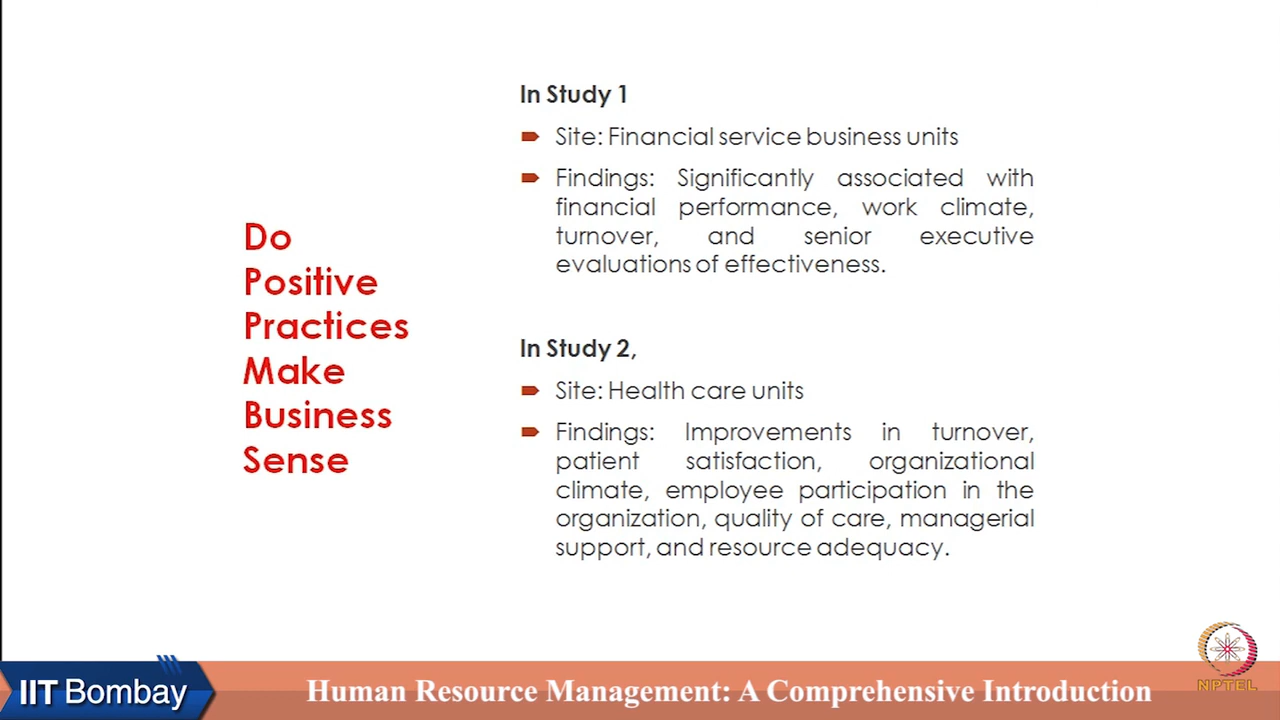 Do
Positive
Practices
Make
Business
Sense
In Study 1
Site: Financial service business units
Findings: Significantly associated with
financial performance, work climate,
turnover, and senior executive
evaluations of effectiveness.
In Study 2,
Site: Health care units
Findings: Improvements in turnover,
patient satisfaction, organizational
climate, employee participation in the
organization, quality of care, managerial
support, and resource adequacy.
NPTEL
IIT Bombay
Human Resource Management: A Comprehensive Introduction